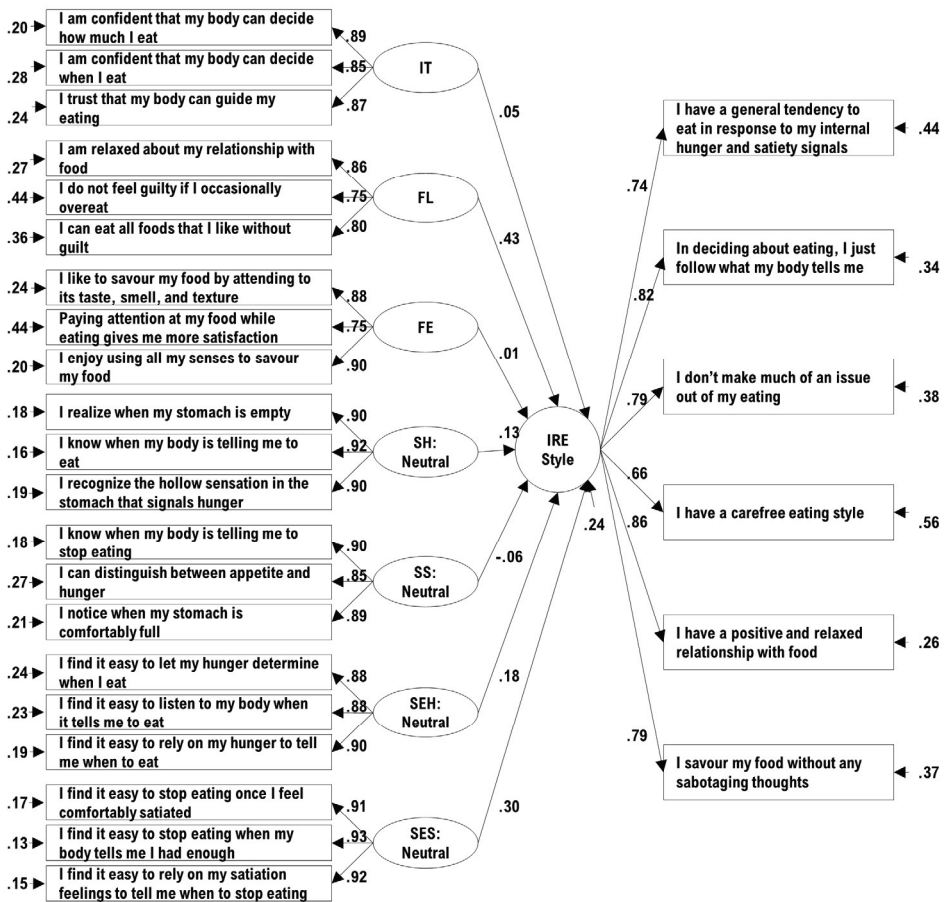 .20
I am confident that my body can decide
how much I eat
.89
.28
I am confident that my body can decide
when I eat
.85
.24
I trust that my body can guide my
eating
.87
IT
.05
.27
I am relaxed about my relationship with
food
.86
.44
I do not feel guilty if I occasionally
overeat
.75
.36
I can eat all foods that I like without
guilt
.80
FL
.43
.24
I like to savour my food by attending to
its taste, smell, and texture
.88
.44
Paying attention at my food while
eating gives me more satisfaction
.75
.20
I enjoy using all my senses to savour
my food
.90
FE
.01
.18
I realize when my stomach is empty
.90
.16
I know when my body is telling me to
eat
.92
.19
I recognize the hollow sensation in the
stomach that signals hunger
.90
SH:
Neutral
.13
.18
I know when my body is telling me to
stop eating
.90
.27
I can distinguish between appetite and
hunger
.85
.21
I notice when my stomach is
comfortably full
.89
SS:
Neutral
-.06
.24
I find it easy to let my hunger determine
when I eat
.88
.23
I find it easy to listen to my body when
it tells me to eat
.88
.19
I find it easy to rely on my hunger to tell
me when to eat
.90
SEH:
Neutral
.18
.17
I find it easy to stop eating once I feel
comfortably satiated
.91
.13
I find it easy to stop eating when my
body tells me I had enough
.93
.15
I find it easy to rely on my satiation
feelings to tell me when to stop eating
.92
SES:
Neutral
.30
IRE
Style
.24
.74
I have a general tendency to
eat in response to my internal
hunger and satiety signals
.44
.82
In deciding about eating, I just
follow what my body tells me
.34
.79
I don't make much of an issue
out of my eating
.38
.66
I have a carefree eating style
.56
.86
I have a positive and relaxed
relationship with food
.26
.79
I savour my food without any
sabotaging thoughts
.37